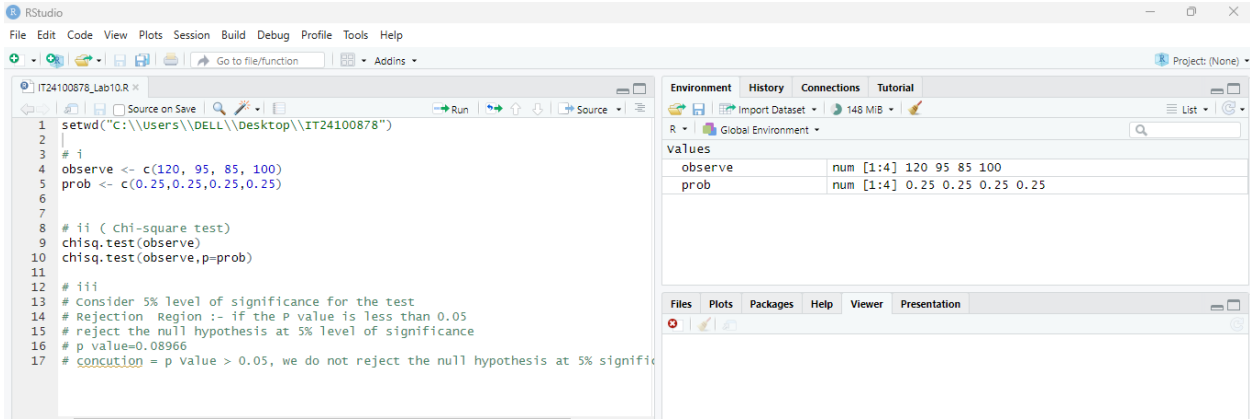 RStudio
File Edit Code View Plots Session Build Debug Profile Tools Help
Go to file/function Addins Project: (None)
IT24100878_Lab10.R
Source on Save Run Source
1 setwd("C:\\Users\\DELL\\Desktop\\IT24100878")
2
3 # i
4 observe <- c(120, 95, 85, 100)
5 prob <- c(0.25,0.25,0.25,0.25)
6
7
8 # ii ( Chi-square test)
9 chisq.test(observe)
10 chisq.test(observe,p=prob)
11
12 # iii
13 # Consider 5% level of significance for the test
14 # Rejection  Region :- if the P value is less than 0.05
15 # reject the null hypothesis at 5% level of significance
16 # p value=0.08966
17 # concution = p Value > 0.05, we do not reject the null hypothesis at 5% signific
Environment History Connections Tutorial
Import Dataset 148 MiB List
R Global Environment
values
observe num [1:4] 120 95 85 100
prob num [1:4] 0.25 0.25 0.25 0.25
Files Plots Packages Help Viewer Presentation